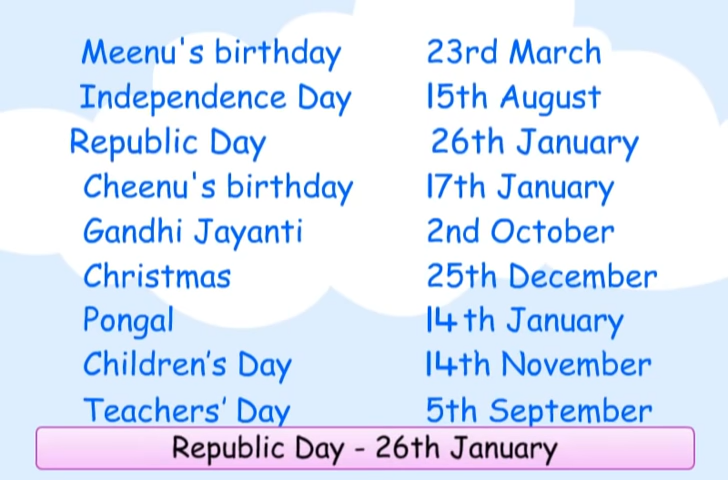 Meenu's birthday 23rd March
Independence Day 15th August
Republic Day 26th January
Cheenu's birthday 17th January
Gandhi Jayanti 2nd October
Christmas 25th December
Pongal 14th January
Children's Day 14th November
Teachers' Day 5th September
Republic Day - 26th January